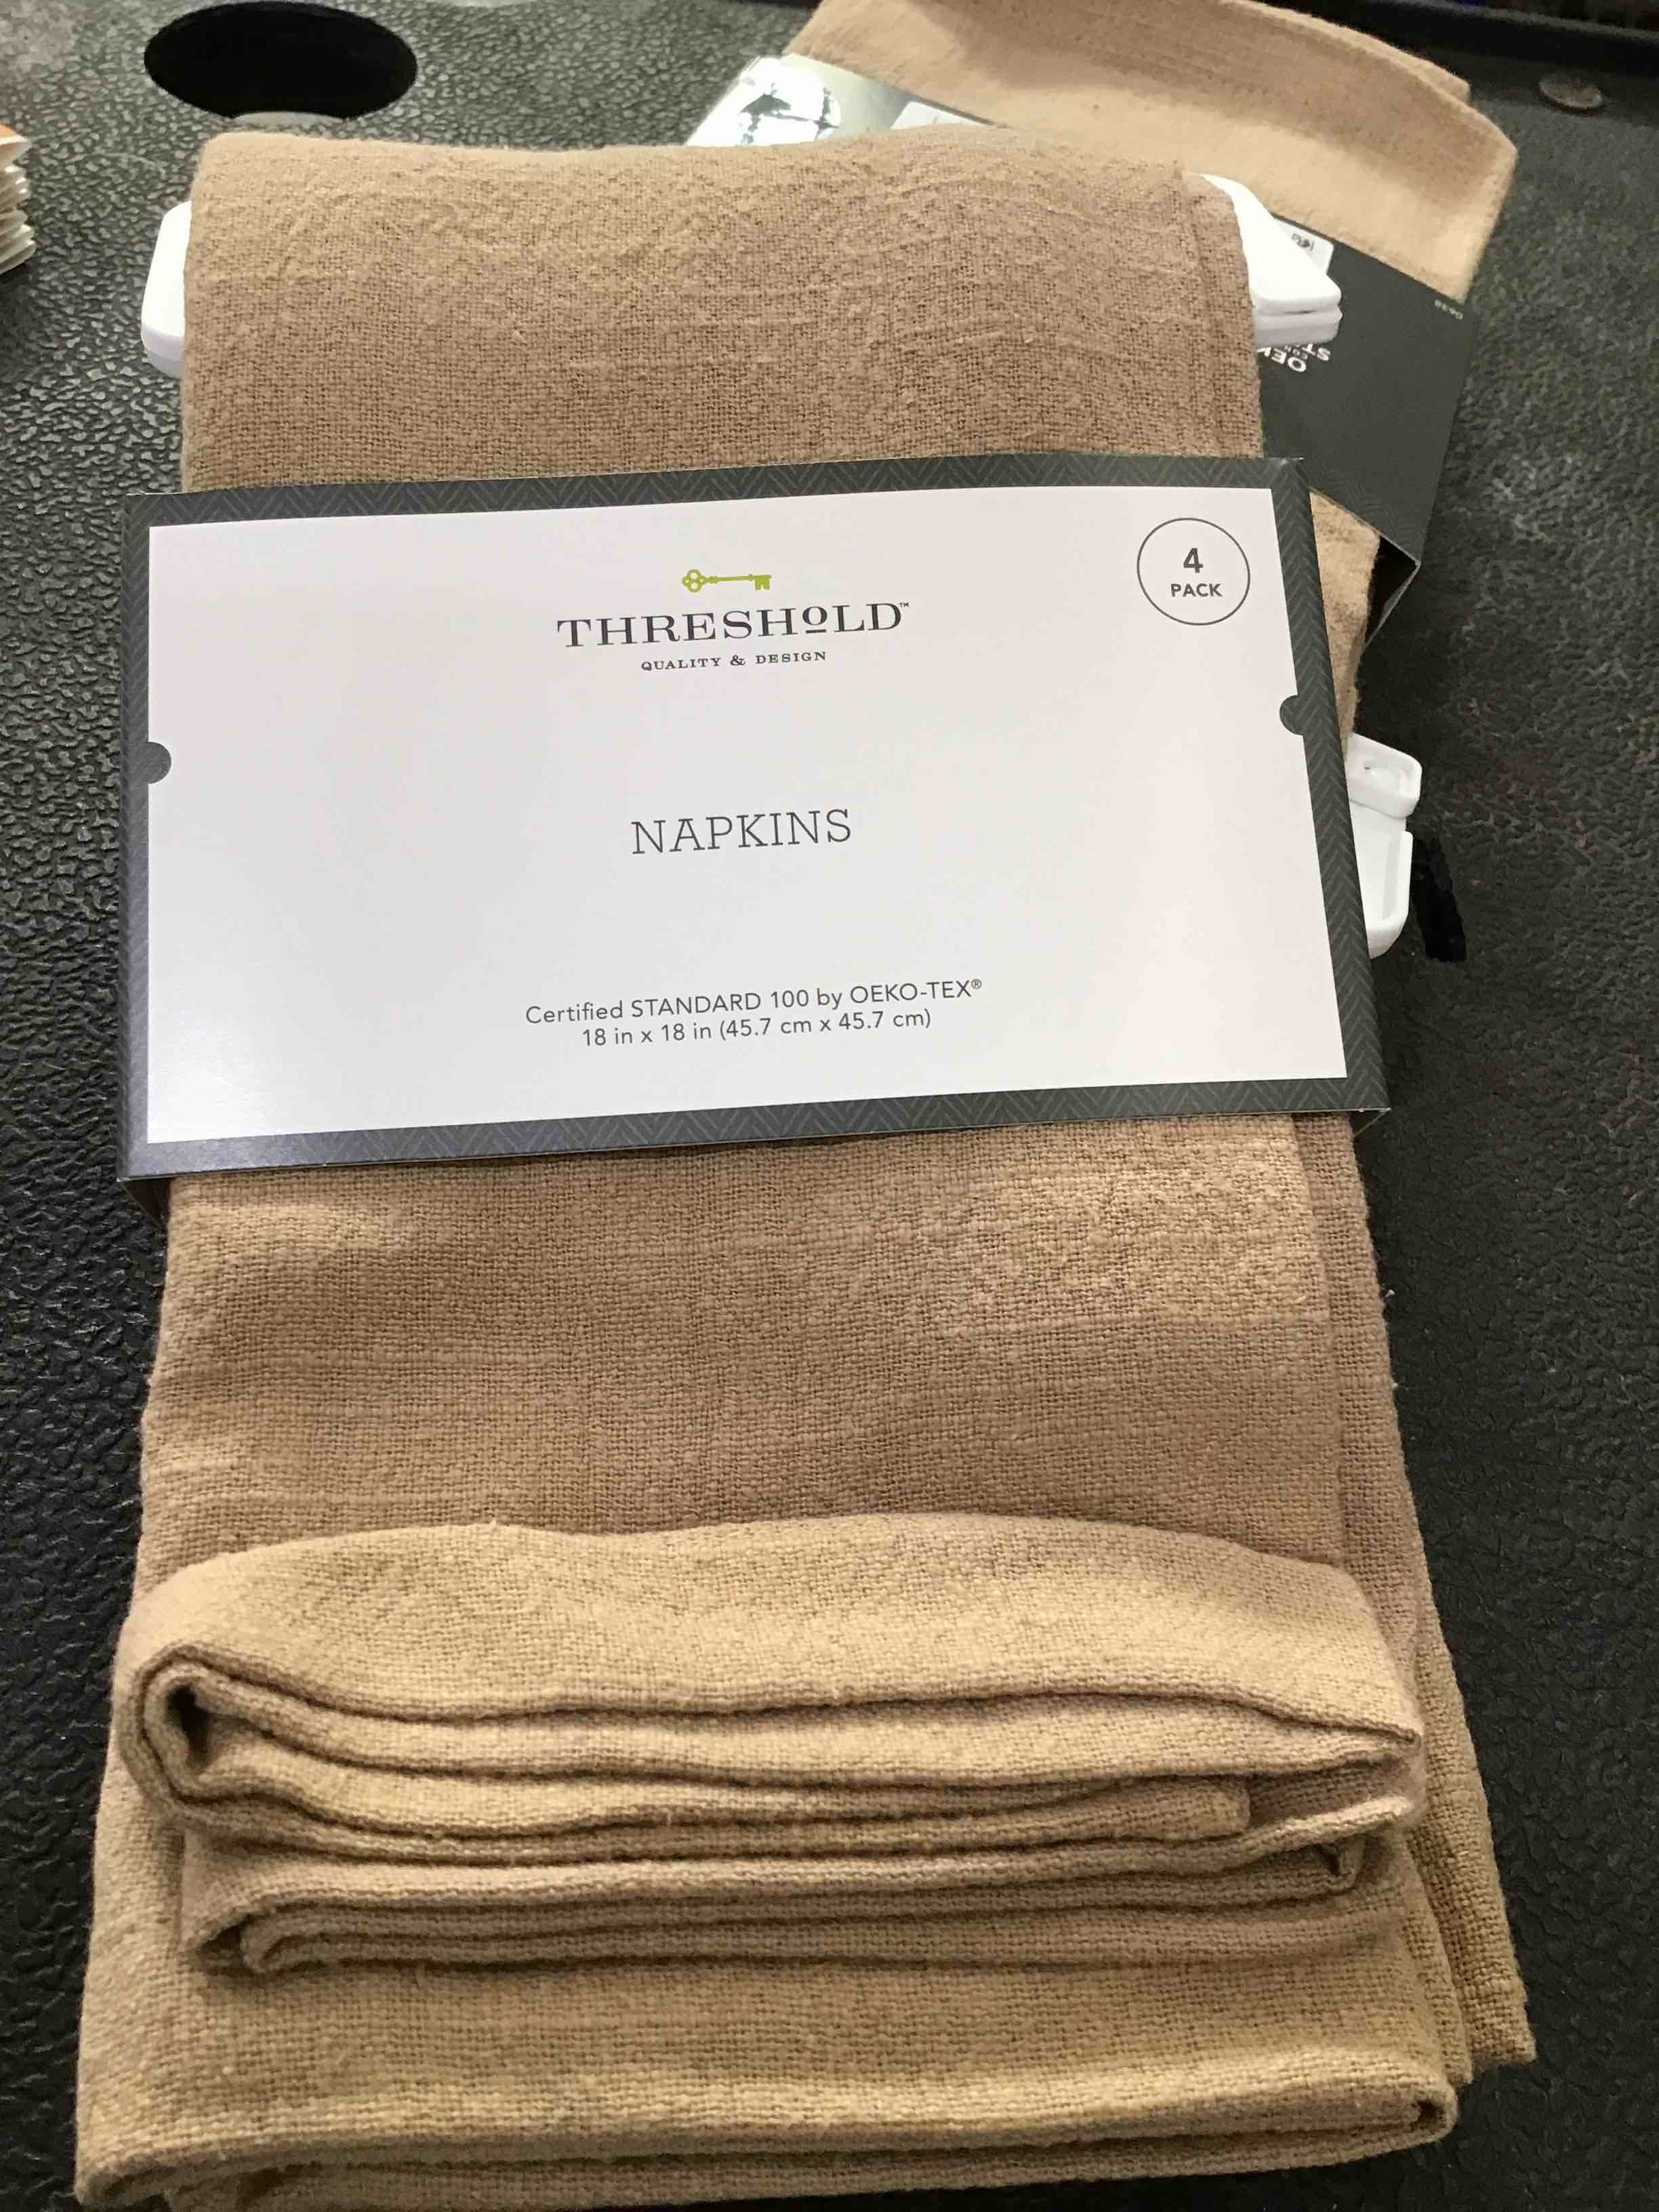 4
PACK
THRESHOLD™
QUALITY & DESIGN
NAPKINS
Certified STANDARD 100 by OEKO-TEX®
18 in x 18 in (45.7 cm x 45.7 cm)